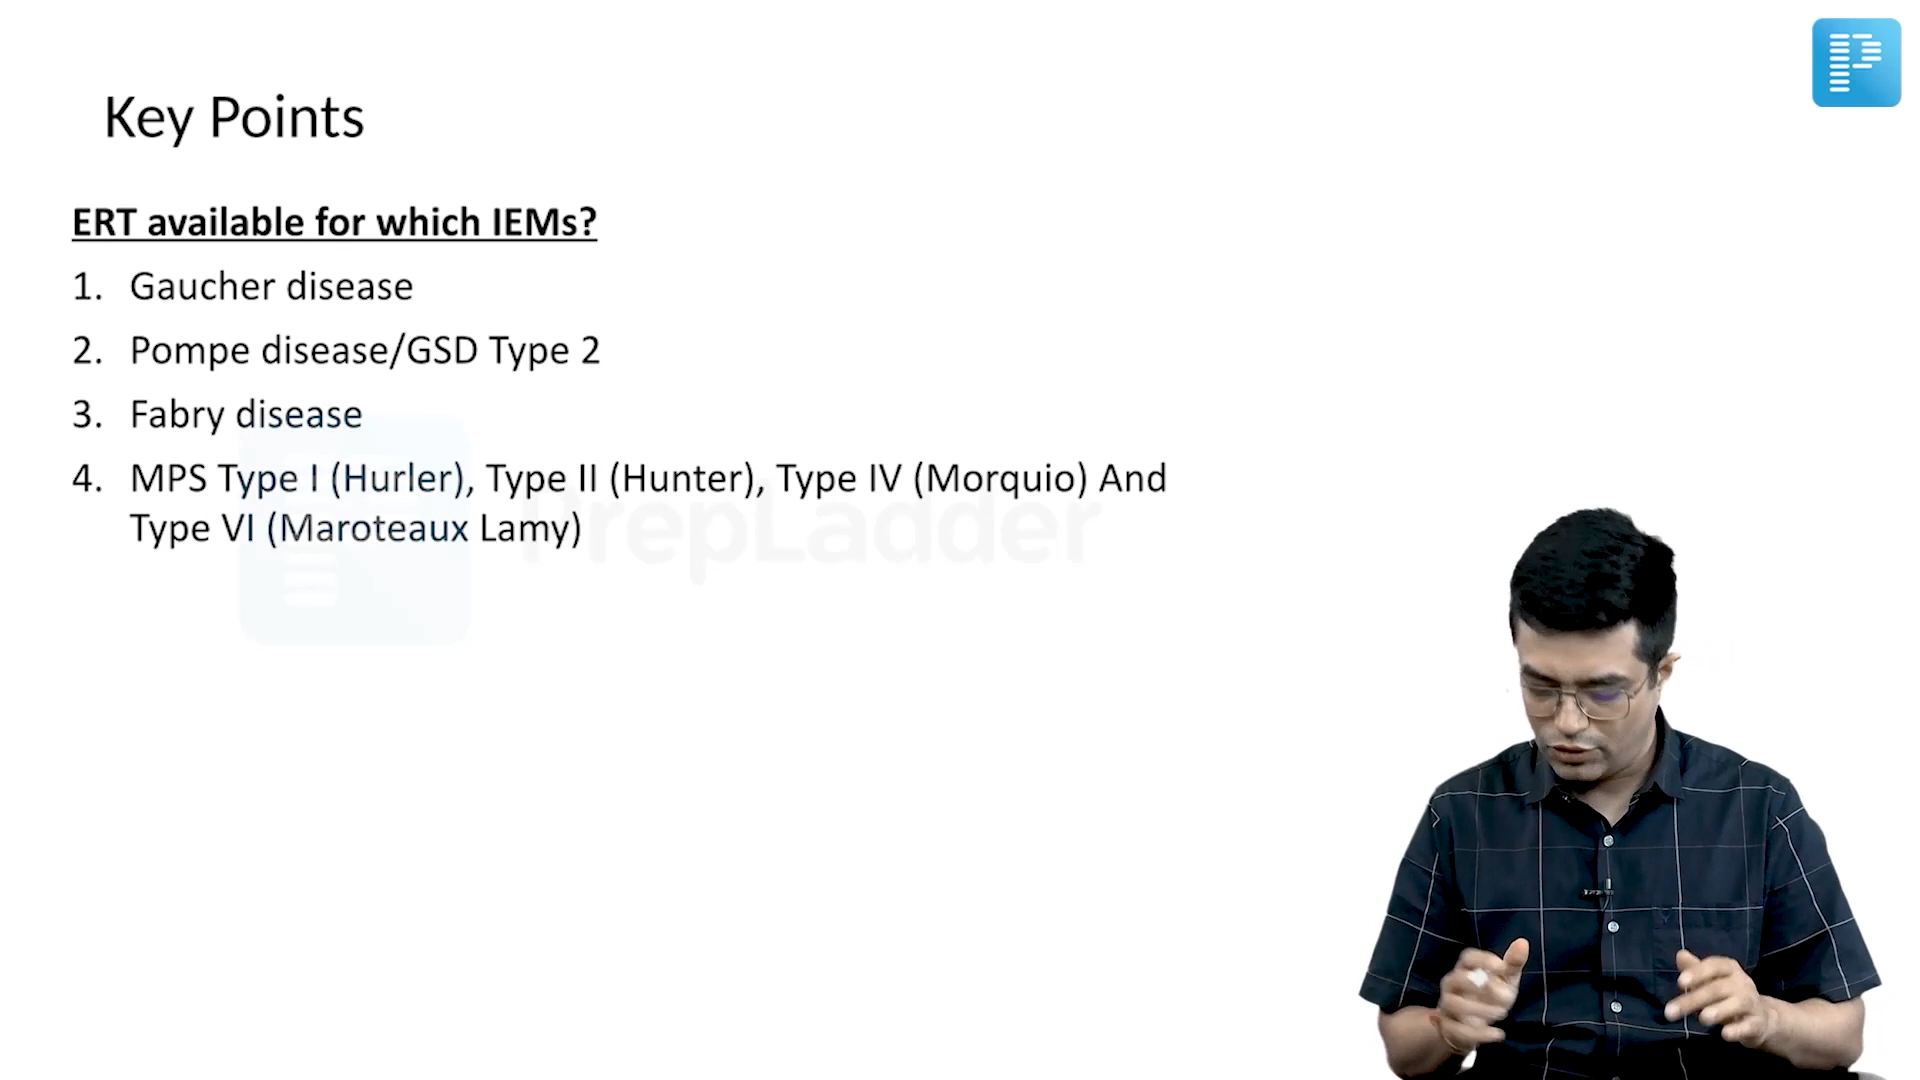 Key Points
ERT available for which IEMs?
1. Gaucher disease
2. Pompe disease/GSD Type 2
3. Fabry disease
4. MPS Type I (Hurler), Type II (Hunter), Type IV (Morquio) And
Type VI (Maroteaux Lamy)
PrepLadder